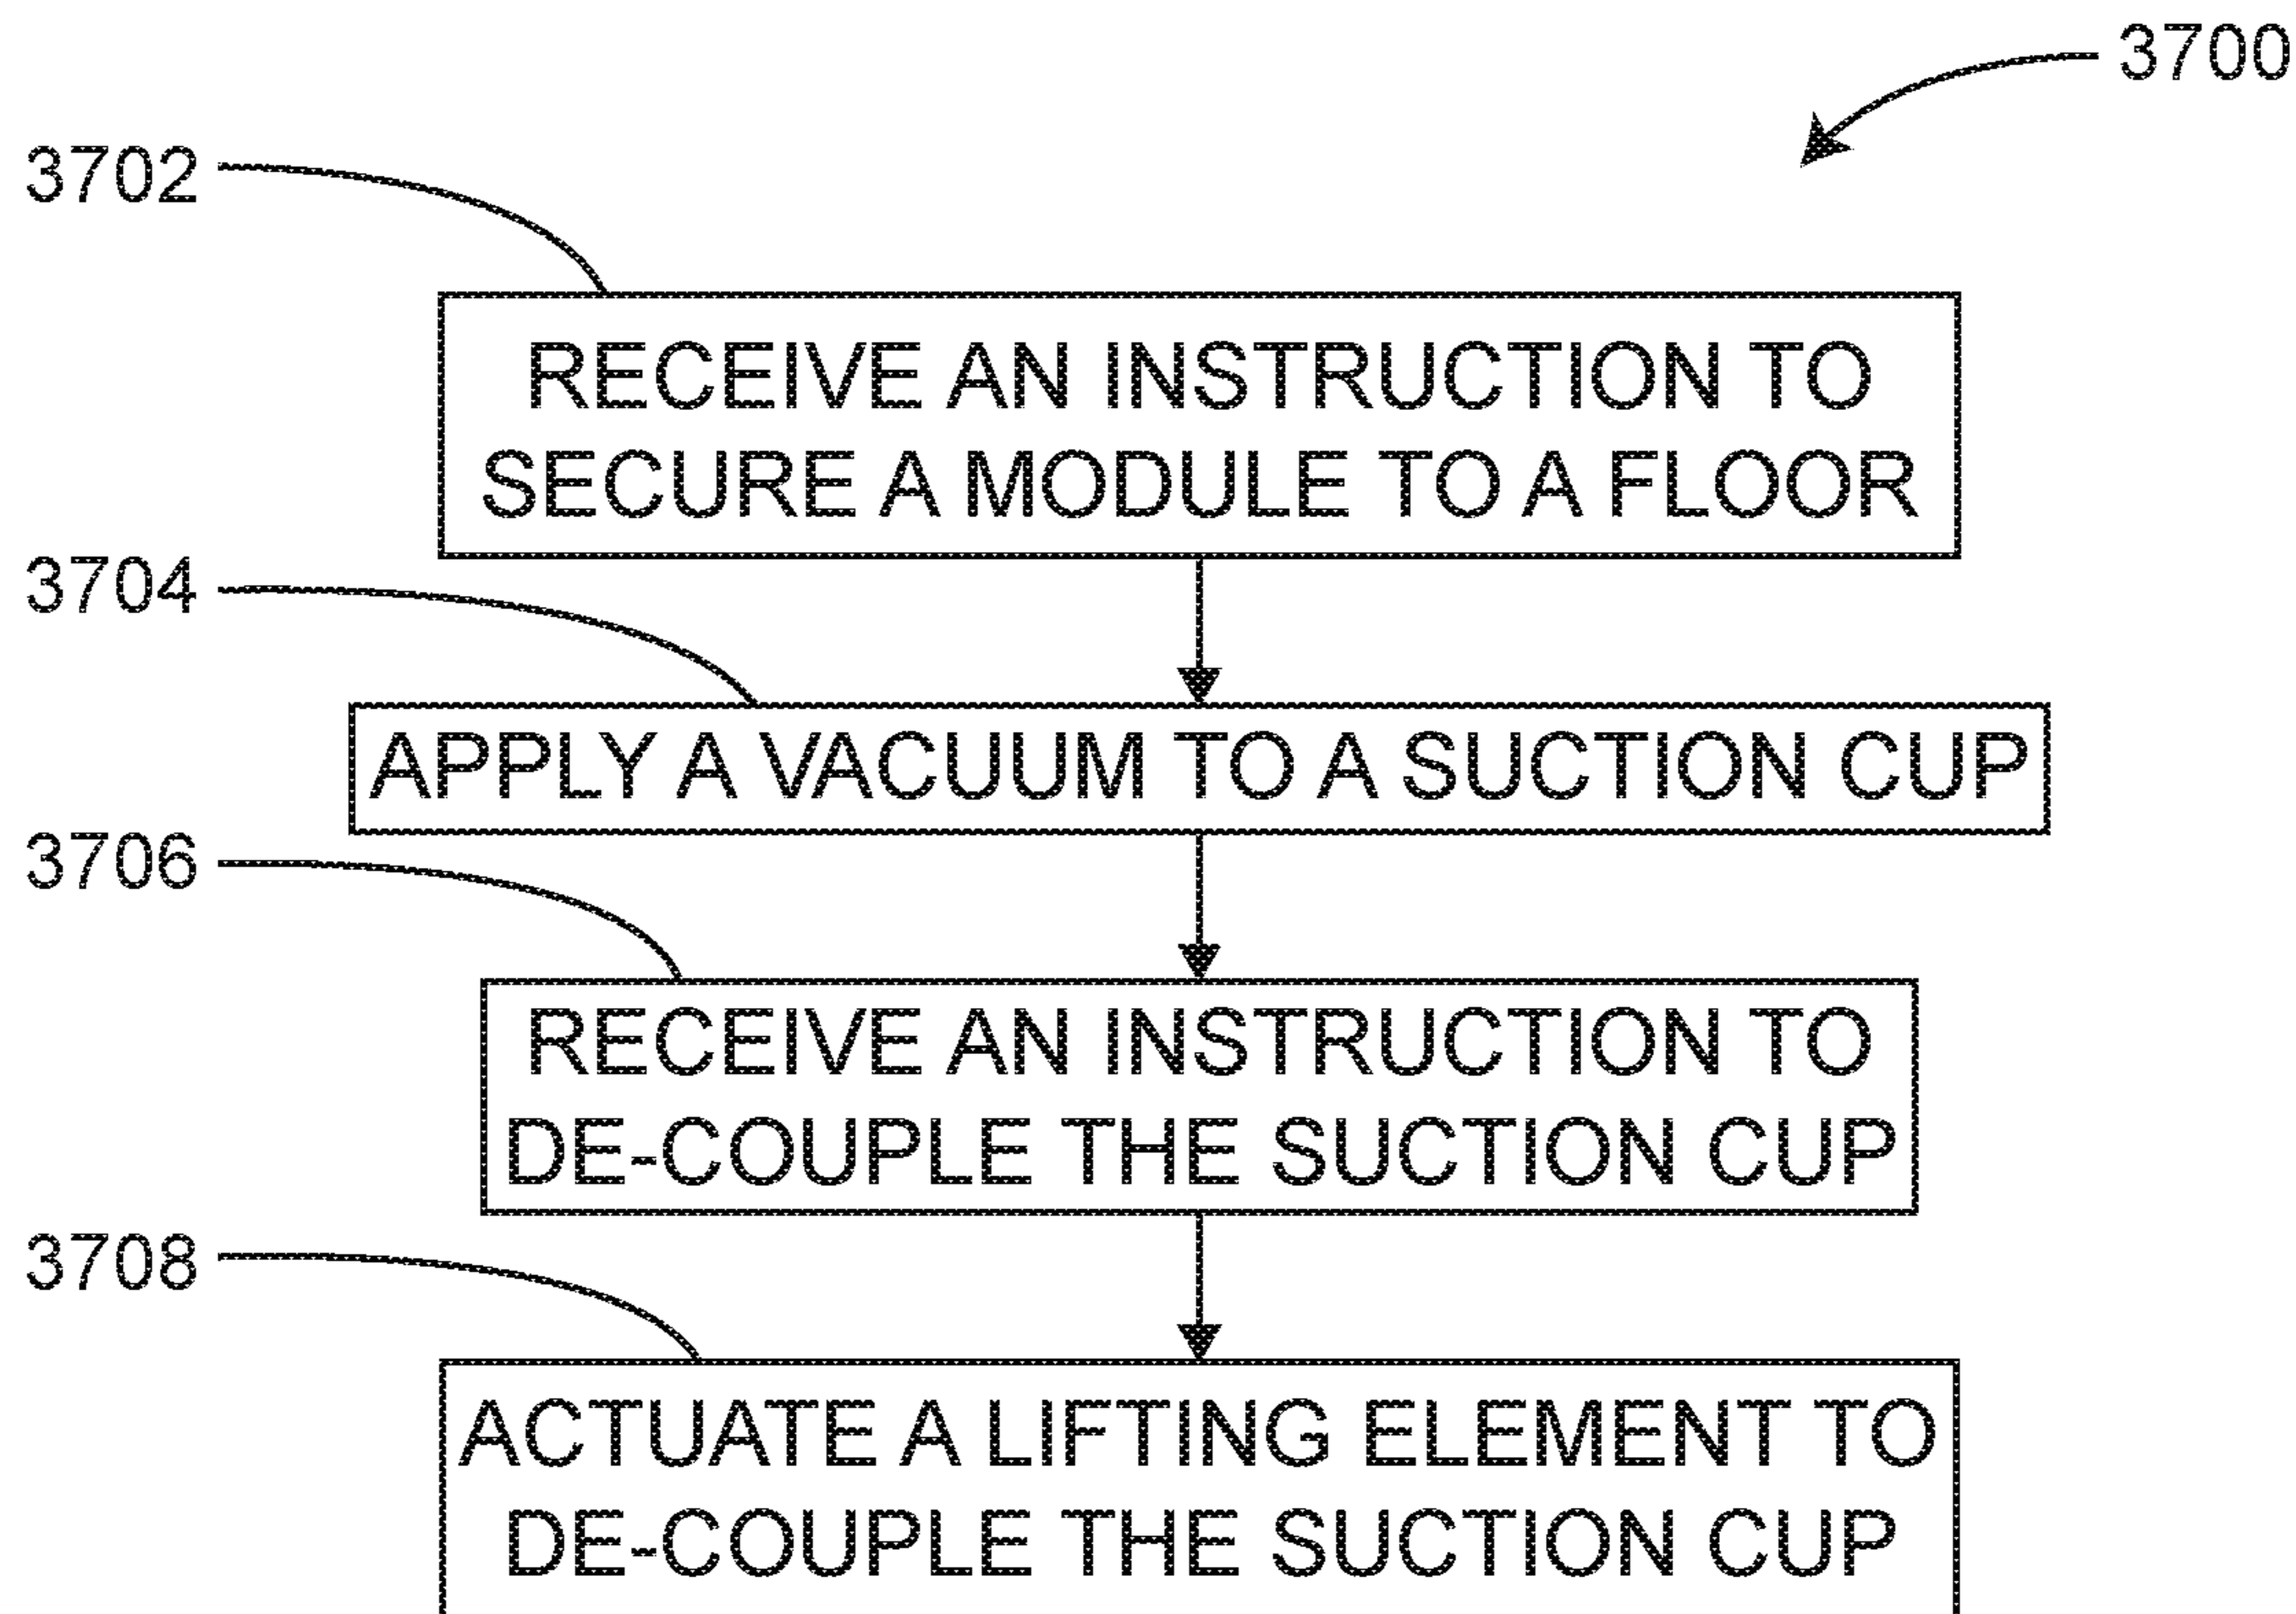 3700
3702
RECEIVE AN INSTRUCTION TO
SECURE A MODULE TO A FLOOR
3704
APPLY A VACUUM TO A SUCTION CUP
3706
RECEIVE AN INSTRUCTION TO
DE-COUPLE THE SUCTION CUP
3708
ACTUATE A LIFTING ELEMENT TO
DE-COUPLE THE SUCTION CUP